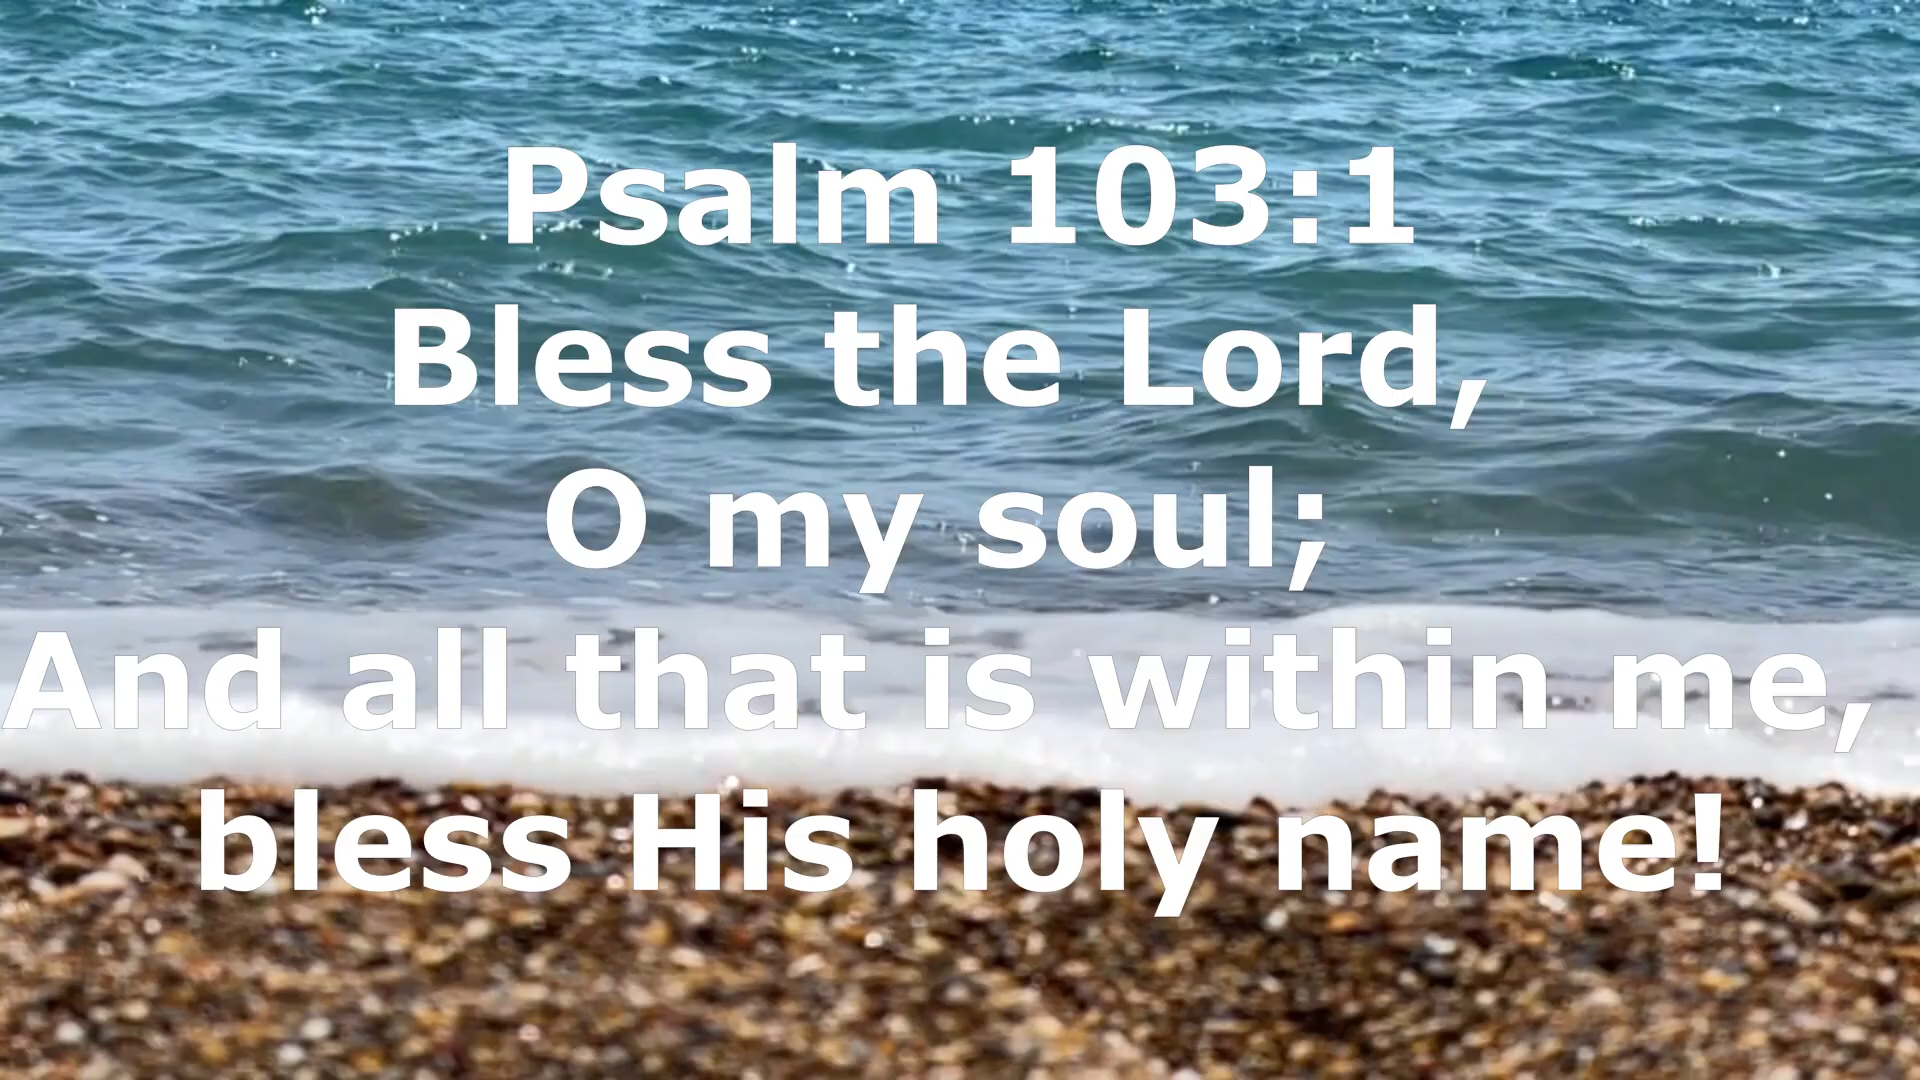 Psalm 103:1
Bless the Lord,
O my soul;
And all that is within me,
bless His holy name!